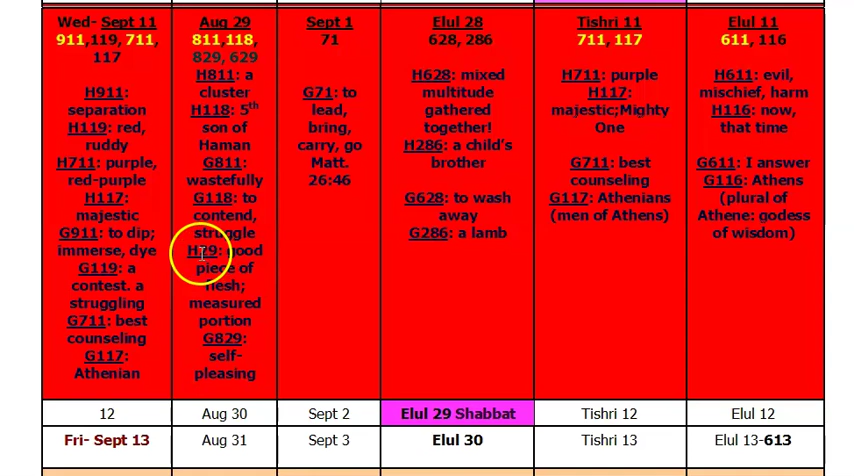 Wed- Sept 11
911,119, 711,
117
H911:
separation
H119: red,
ruddy
H711: purple,
red-purple
H117:
majestic
G911: to dip;
immerse, dye
G119: a
contest. a
struggling
G711: best
counseling
G117:
Athenian
Aug 29
811,118,
829, 629
H811: a
cluster
H118: 5th
son of
Haman
G811:
wastefully
G118: to
contend,
struggle
H29: good
piece of
flesh;
measured
portion
G829:
self-
pleasing
Sept 1
71
G71: to
lead,
bring,
carry, go
Matt.
26:46
Elul 28
628, 286
H628: mixed
multitude
gathered
together!
H286: a child's
brother
G628: to wash
away
G286: a lamb
Tishri 11
711, 117
H711: purple
H117:
majestic;Mighty
One
G711: best
counseling
G117: Athenians
(men of Athens)
Elul 11
611, 116
H611: evil,
mischief, harm
H116: now,
that time
G611: I answer
G116: Athens
(plural of
Athene: godess
of wisdom)
12
Aug 30
Sept 2
Elul 29 Shabbat
Tishri 12
Elul 12
Fri- Sept 13
Aug 31
Sept 3
Elul 30
Tishri 13
Elul 13-613